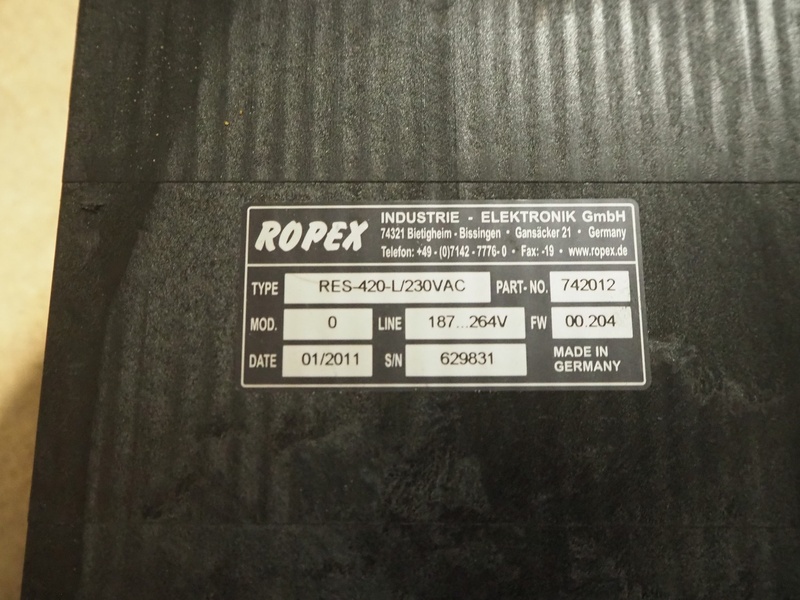 ROPEX
INDUSTRIE - ELEKTRONIK GmbH
74321 Bietigheim - Bissingen • Gansäcker 21 • Germany
Telefon: +49 - (0)7142 - 7776- 0 • Fax: -19 • www.ropex.de
TYPE RES-420-L/230VAC PART- NO. 742012
MOD. 0 LINE 187...264V FW 00.204
DATE 01/2011 S/N 629831 MADE IN
GERMANY